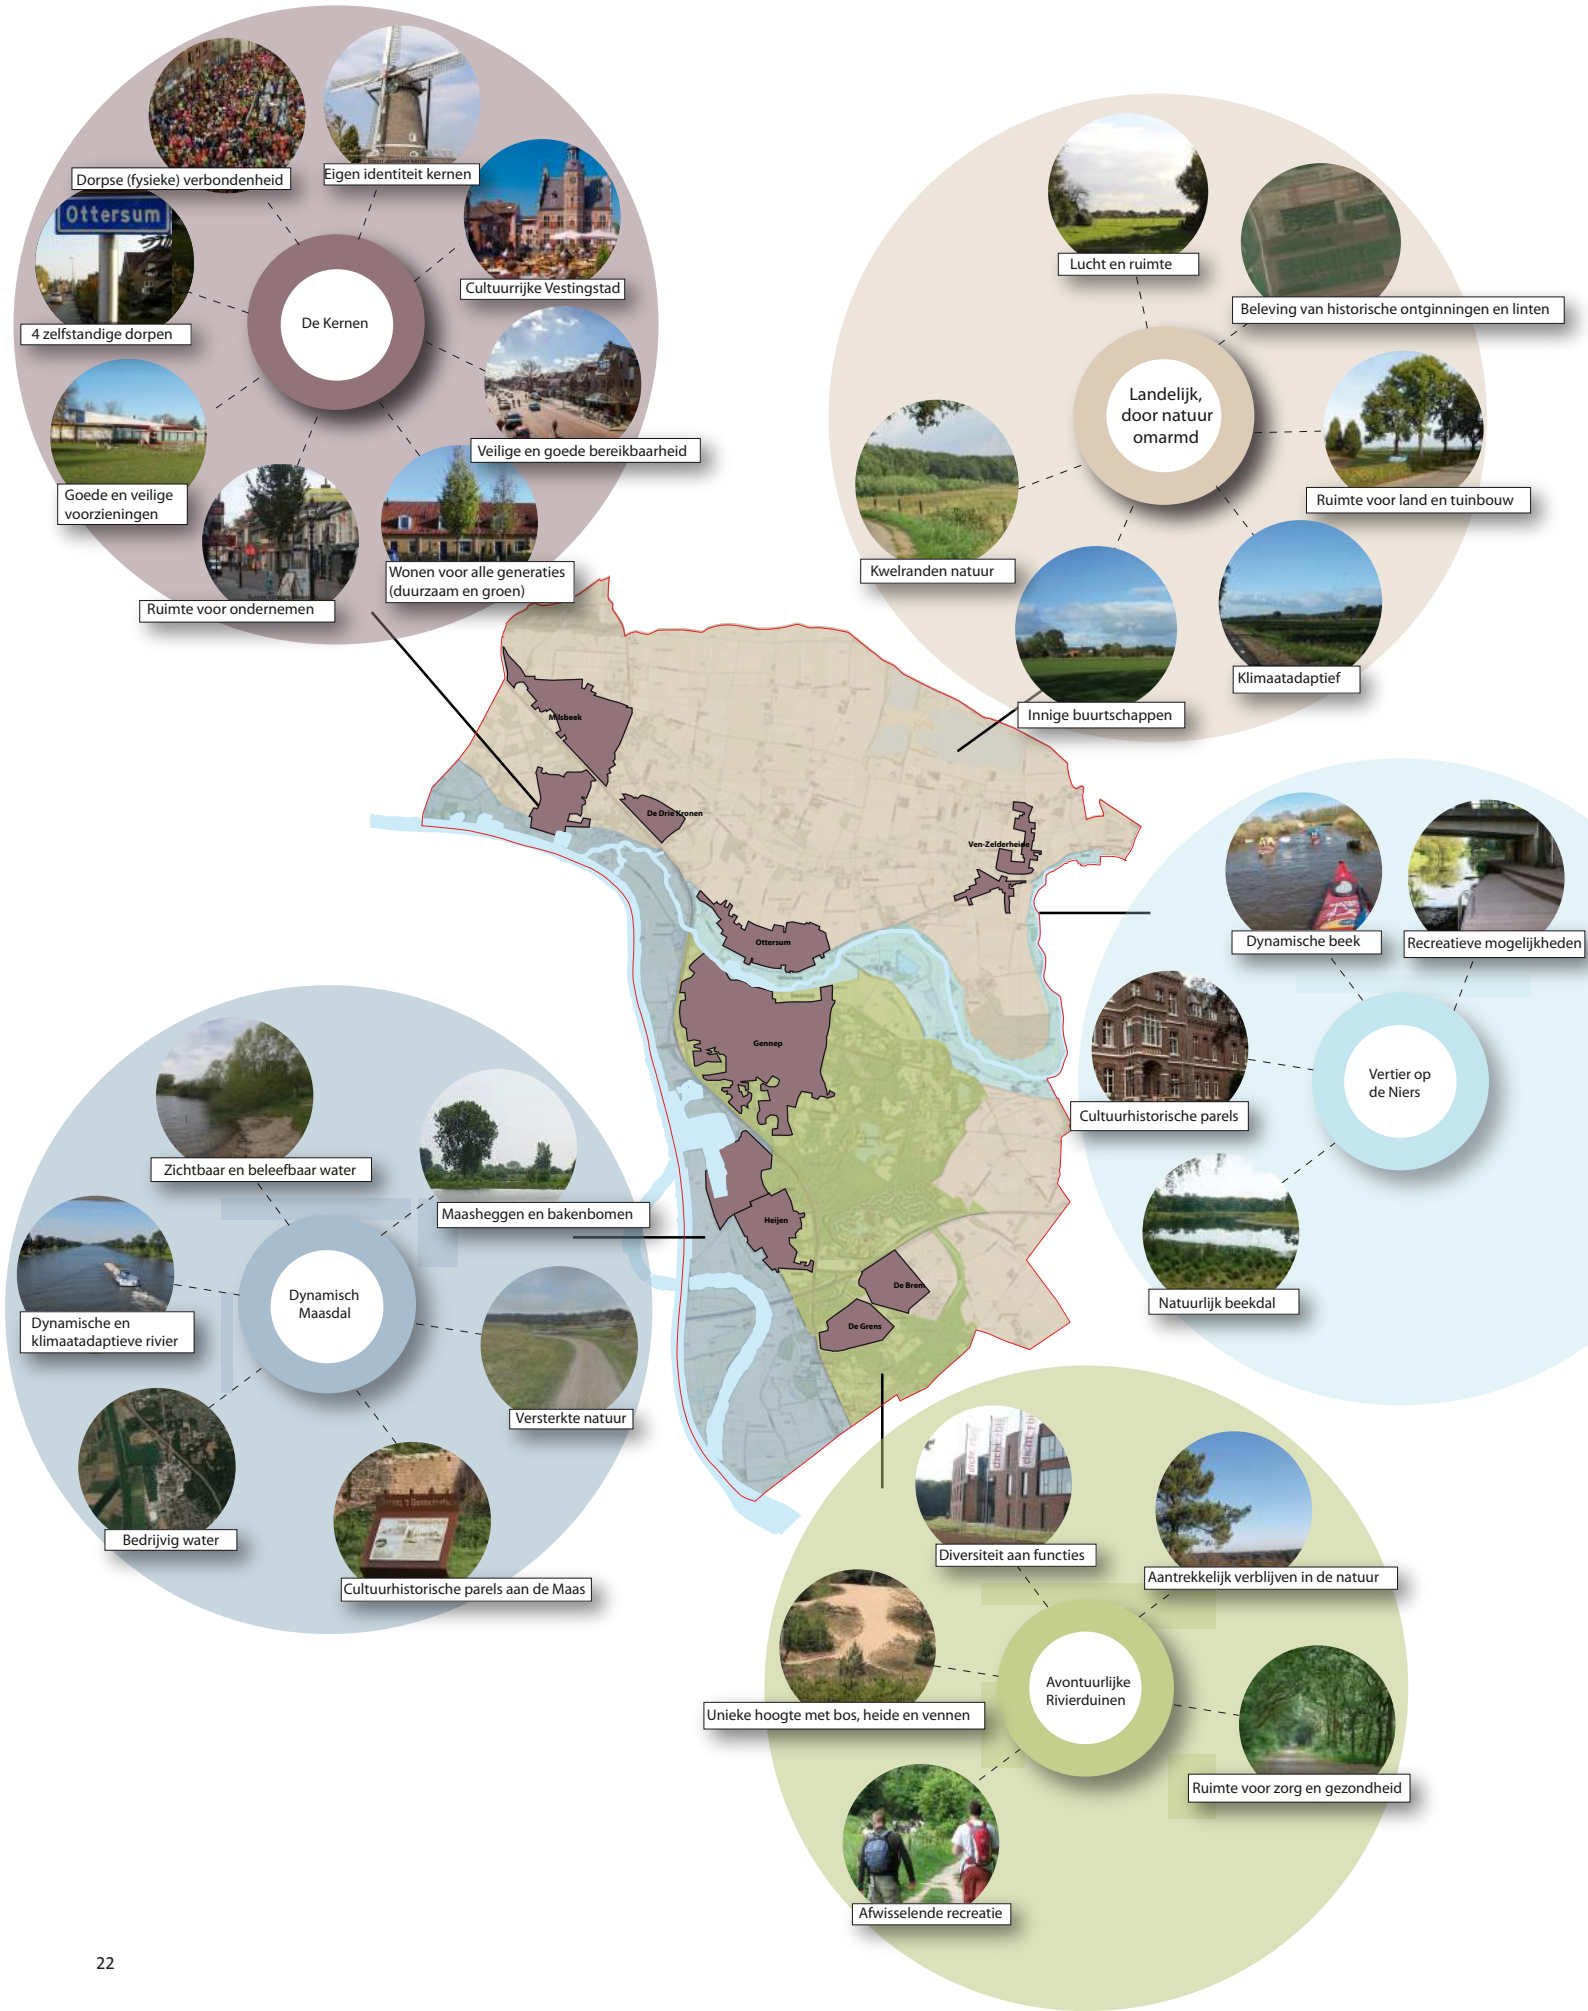 Dorpse (fysieke) verbondenheid
Eigen identiteit kernen
Ottersum
Cultuurrijke Vestingstad
4 zelfstandige dorpen
De Kernen
Veilige en goede bereikbaarheid
Goede en veilige
voorzieningen
Wonen voor alle generaties
(duurzaam en groen)
Ruimte voor ondernemen
Lucht en ruimte
Beleving van historische ontginningen en linten
Landelijk,
door natuur
omarmd
Ruimte voor land en tuinbouw
Kwelranden natuur
Klimaatadaptief
Innige buurtschappen
Milsbeek
De Drie Kronen
Ven-Zelderheide
Ottersum
Gennep
Heijen
De Brem
De Grens
Dynamische beek
Recreatieve mogelijkheden
Cultuurhistorische parels
Vertier op
de Niers
Natuurlijk beekdal
Zichtbaar en beleefbaar water
Maasheggen en bakenbomen
Dynamisch
Maasdal
Dynamische en
klimaatadaptieve rivier
Versterkte natuur
Bedrijvig water
Cultuurhistorische parels aan de Maas
Diversiteit aan functies
Aantrekkelijk verblijven in de natuur
Unieke hoogte met bos, heide en vennen
Avontuurlijke
Rivierduinen
Ruimte voor zorg en gezondheid
Afwisselende recreatie
22